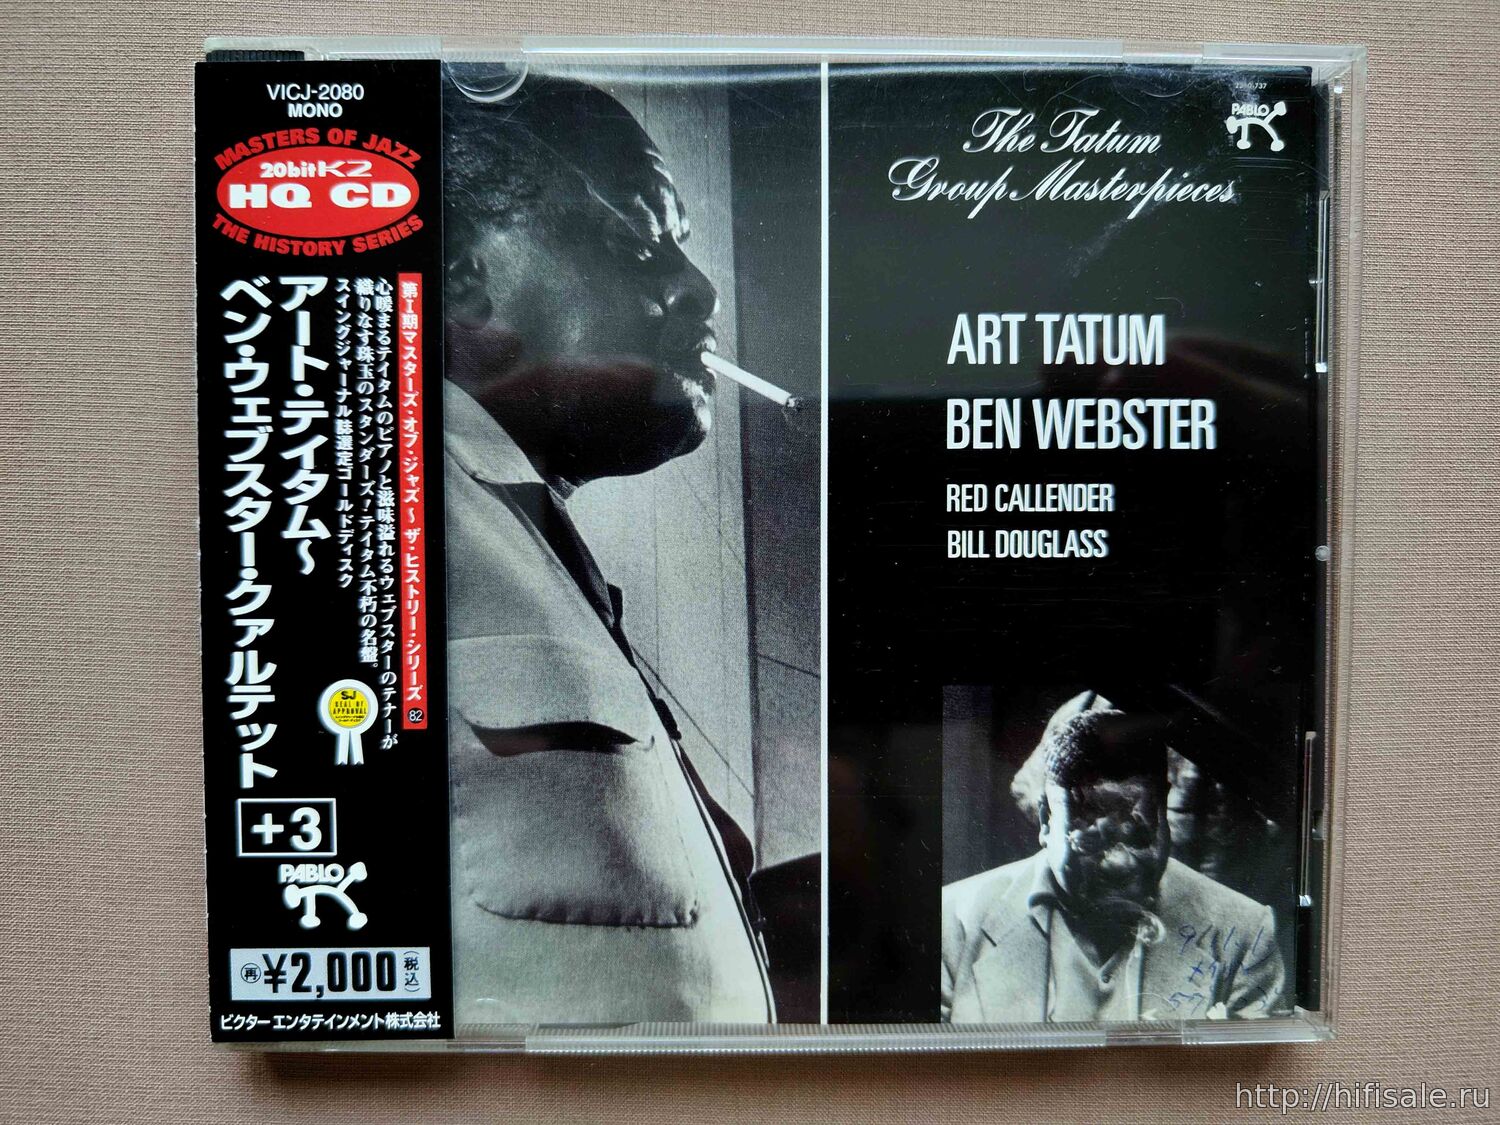 VICJ-2080
MONO
MASTERS OF JAZZ
20bit K2
HQ CD
THE HISTORY SERIES
第I期マスターズ・オブ・ジャズ〜ザ・ヒストリー・シリーズ 82
心暖まるテイタムのピアノと滋味溢れるウェブスターのテナーが
織りなす珠玉のスタンダーズ!テイタム不朽の名盤。
スイングジャーナル誌選定ゴールドディスク
アート・テイタム〜
ベン・ウェブスター・クァルテット
SJ
SEAL OF
APPROVAL
+3
PABLO
再 ¥2,000 (税込)
ビクターエンタテインメント株式会社
PABLO
The Tatum
Group Masterpieces
ART TATUM
BEN WEBSTER
RED CALLENDER
BILL DOUGLASS
http://hifisale.ru